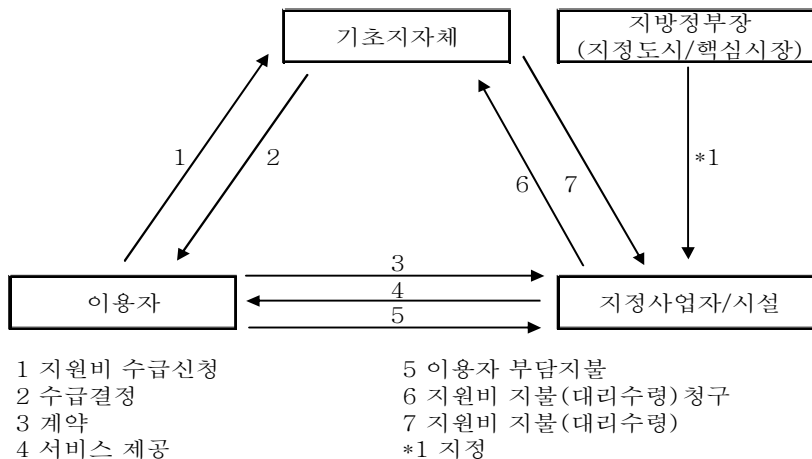 기초지자체
지방정부장
(지정도시/핵심시장)
1
2
6
7
*1
3
4
5
이용자
지정사업자/시설
1 지원비 수급신청
2 수급결정
3 계약
4 서비스 제공
5 이용자 부담지불
6 지원비 지불(대리수령)청구
7 지원비 지불(대리수령)
*1 지정